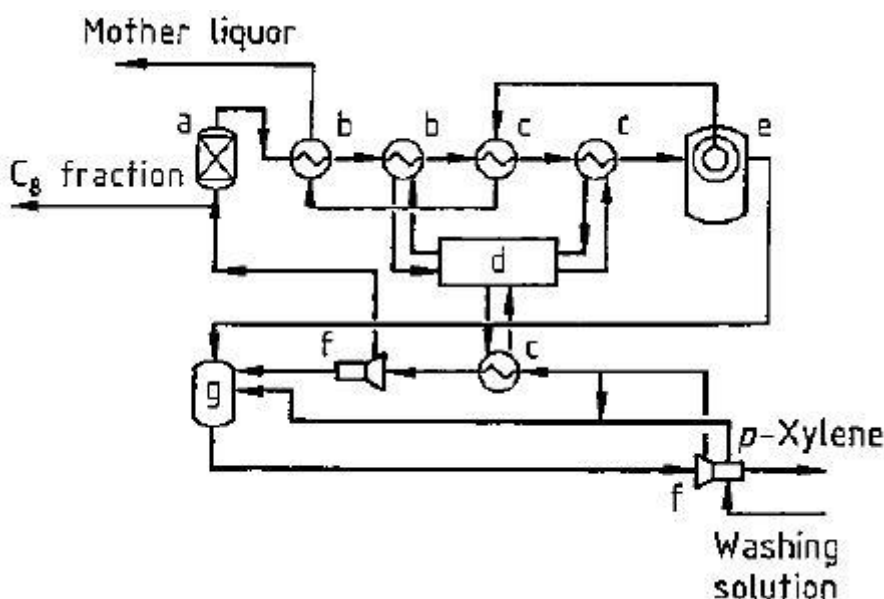 Mother liquor
a
b
b
c
c
e
C₈ fraction
d
f
c
g
p-Xylene
f
Washing
solution